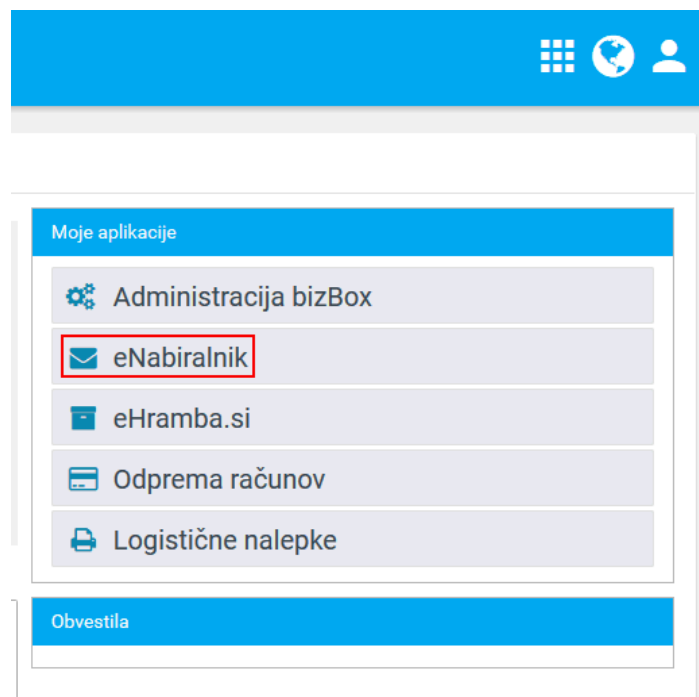 Moje aplikacije
Administracija bizBox
eNabiralnik
eHramba.si
Odprema računov
Logistične nalepke
Obvestila